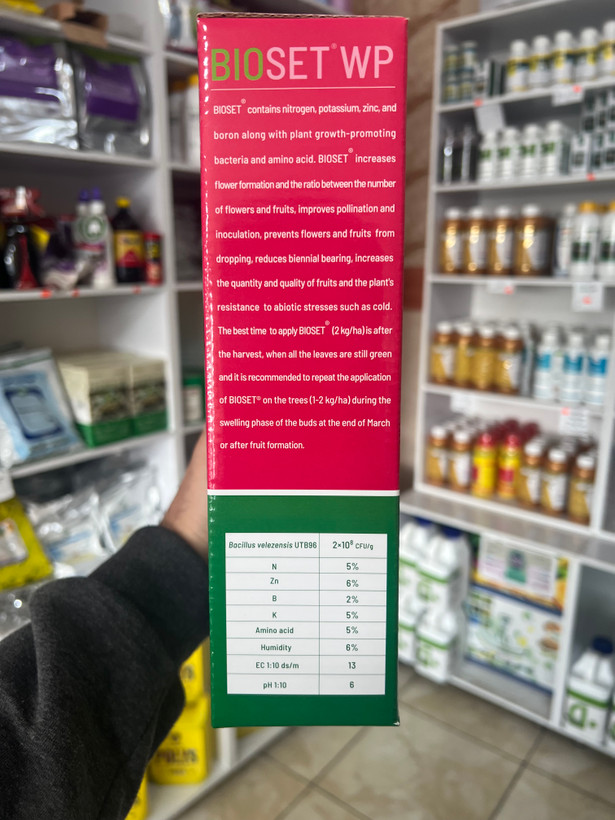 BIOSET® WP
BIOSET® contains nitrogen, potassium, zinc, and
boron along with plant growth-promoting
bacteria and amino acid. BIOSET® increases
flower formation and the ratio between the number
of flowers and fruits, improves pollination and
inoculation, prevents flowers and fruits from
dropping, reduces biennial bearing, increases
the quantity and quality of fruits and the plant's
resistance to abiotic stresses such as cold.
The best time to apply BIOSET® (2 kg/ha) is after
the harvest, when all the leaves are still green
and it is recommended to repeat the application
of BIOSET® on the trees (1-2 kg/ha) during the
swelling phase of the buds at the end of March
or after fruit formation.
Bacillus velezensis UTB96 2×10⁸ CFU/g
N 5%
Zn 6%
B 2%
K 5%
Amino acid 5%
Humidity 6%
EC 1:10 ds/m 13
pH 1:10 6